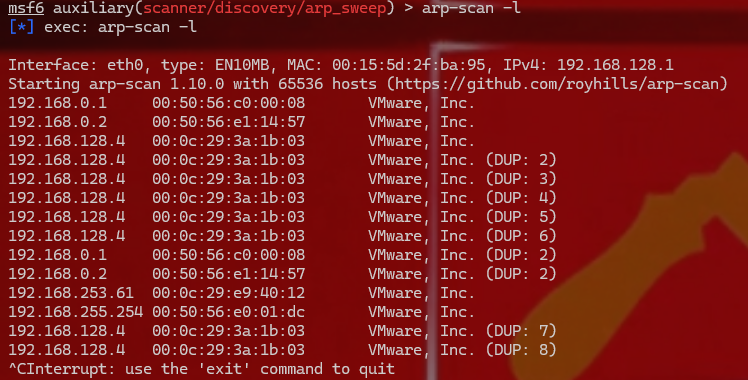 msf6 auxiliary(scanner/discovery/arp_sweep) > arp-scan -l
[*] exec: arp-scan -l
Interface: eth0, type: EN10MB, MAC: 00:15:5d:2f:ba:95, IPv4: 192.168.128.1
Starting arp-scan 1.10.0 with 65536 hosts (https://github.com/royhills/arp-scan)
192.168.0.1 00:50:56:c0:00:08 VMware, Inc.
192.168.0.2 00:50:56:e1:14:57 VMware, Inc.
192.168.128.4 00:0c:29:3a:1b:03 VMware, Inc.
192.168.128.4 00:0c:29:3a:1b:03 VMware, Inc. (DUP: 2)
192.168.128.4 00:0c:29:3a:1b:03 VMware, Inc. (DUP: 3)
192.168.128.4 00:0c:29:3a:1b:03 VMware, Inc. (DUP: 4)
192.168.128.4 00:0c:29:3a:1b:03 VMware, Inc. (DUP: 5)
192.168.128.4 00:0c:29:3a:1b:03 VMware, Inc. (DUP: 6)
192.168.0.1 00:50:56:c0:00:08 VMware, Inc. (DUP: 2)
192.168.0.2 00:50:56:e1:14:57 VMware, Inc. (DUP: 2)
192.168.253.61 00:0c:29:e9:40:12 VMware, Inc.
192.168.255.254 00:50:56:e0:01:dc VMware, Inc.
192.168.128.4 00:0c:29:3a:1b:03 VMware, Inc. (DUP: 7)
192.168.128.4 00:0c:29:3a:1b:03 VMware, Inc. (DUP: 8)
^CInterrupt: use the 'exit' command to quit